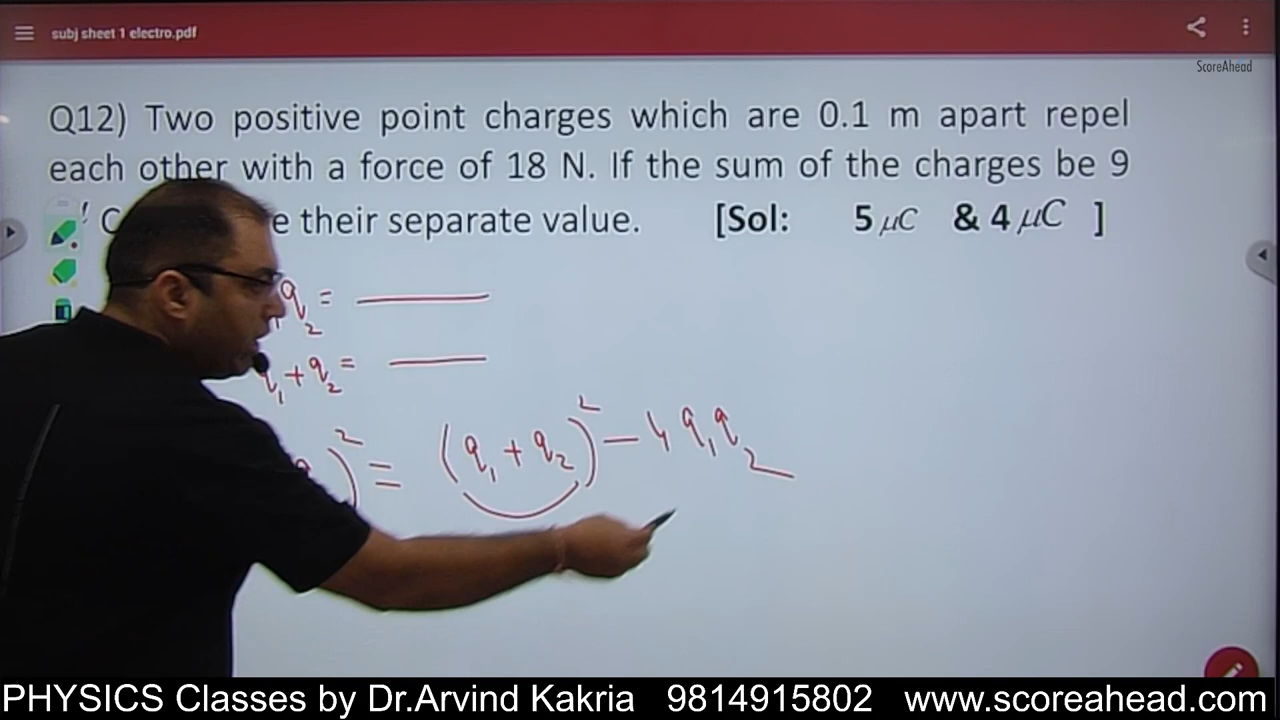 subj sheet 1 electro.pdf
ScoreAhead
Q12) Two positive point charges which are 0.1 m apart repel
each other with a force of 18 N. If the sum of the charges be 9
C e their separate value. [Sol: 5 μC & 4 μC ]
q₂ =
q₁ + q₂ =
)² = (q₁ + q₂)² – 4 q₁q₂
PHYSICS Classes by Dr.Arvind Kakria 9814915802 www.scoreahead.com